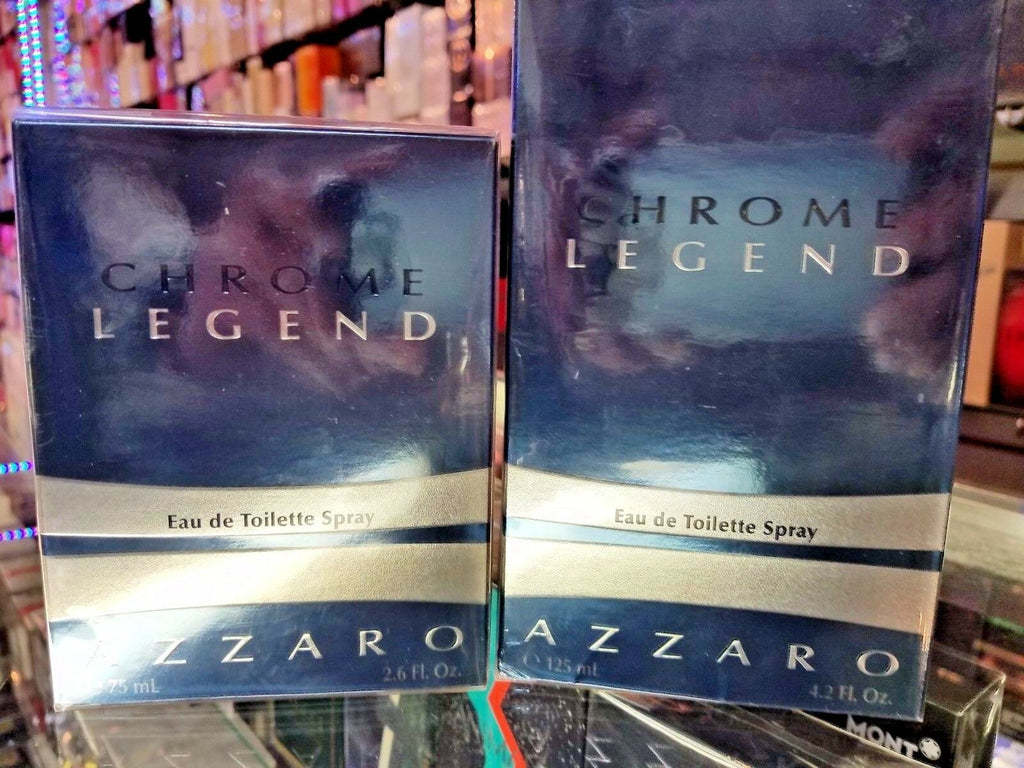 CHROME
LEGEND
Eau de Toilette Spray
AZZARO
75 mL
2.6 Fl. Oz.
CHROME
LEGEND
Eau de Toilette Spray
AZZARO
℮ 125 mL
4.2 Fl. Oz.
MONT